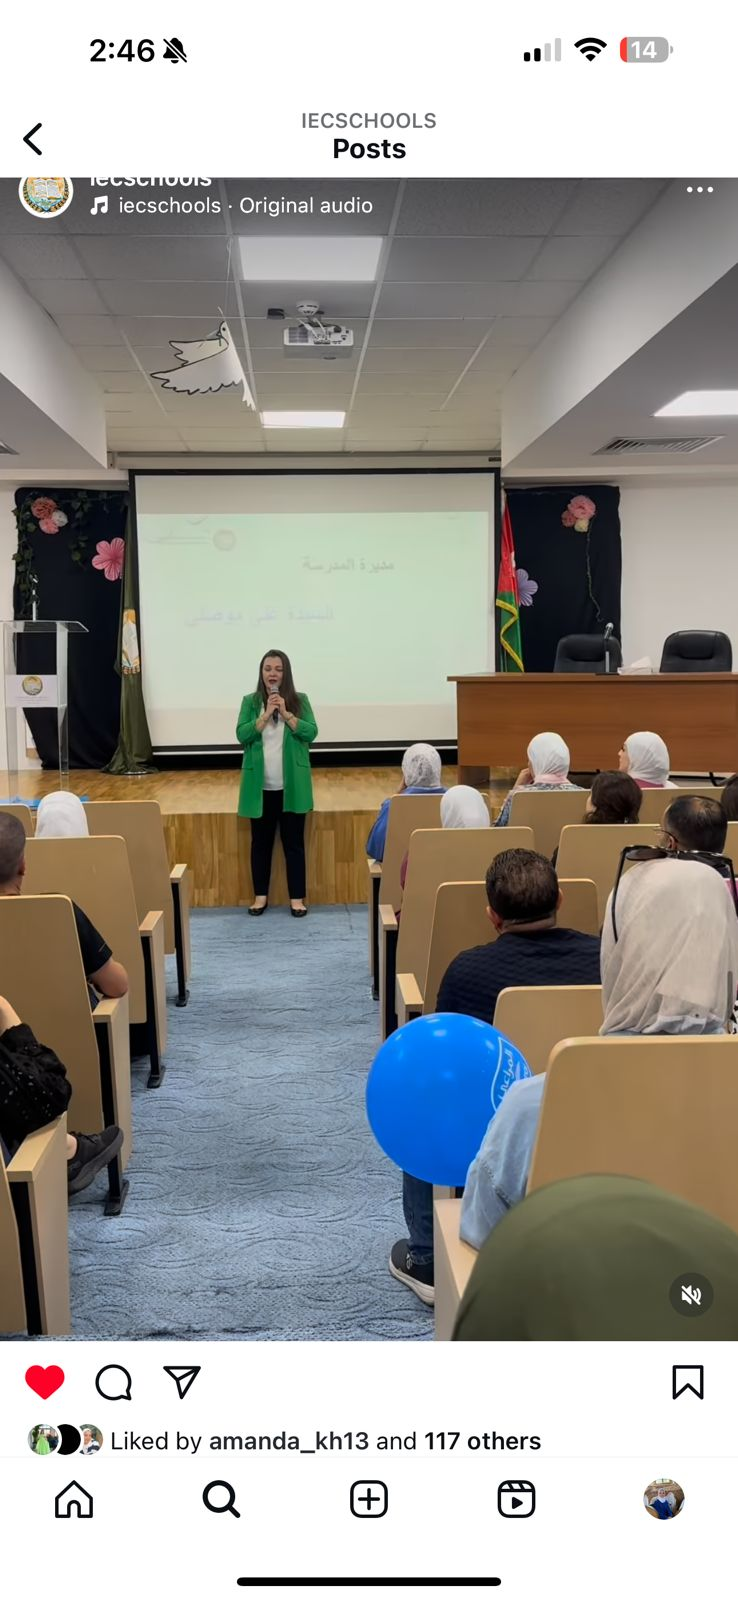 2:46
14
IECSCHOOLS
Posts
iecschools
iecschools · Original audio
مديرة المدرسة
Liked by amanda_kh13 and 117 others